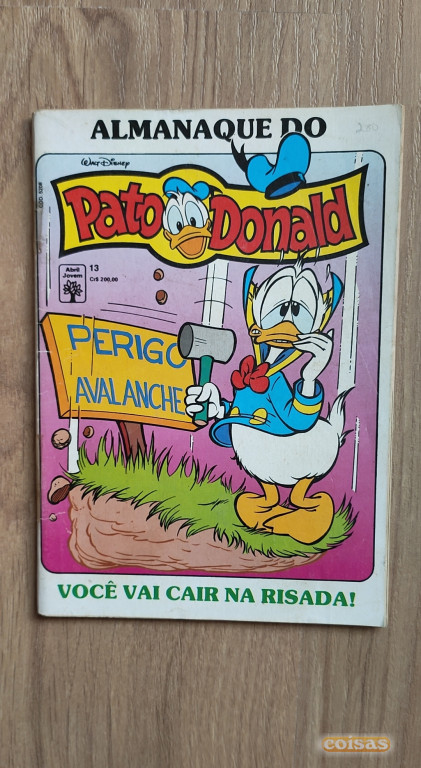 ALMANAQUE DO
230
WALT DISNEY
Pato Donald
Abril
Jovem
13
Cr$ 200,00
PERIGO
AVALANCHE
VOCÊ VAI CAIR NA RISADA!
coisas